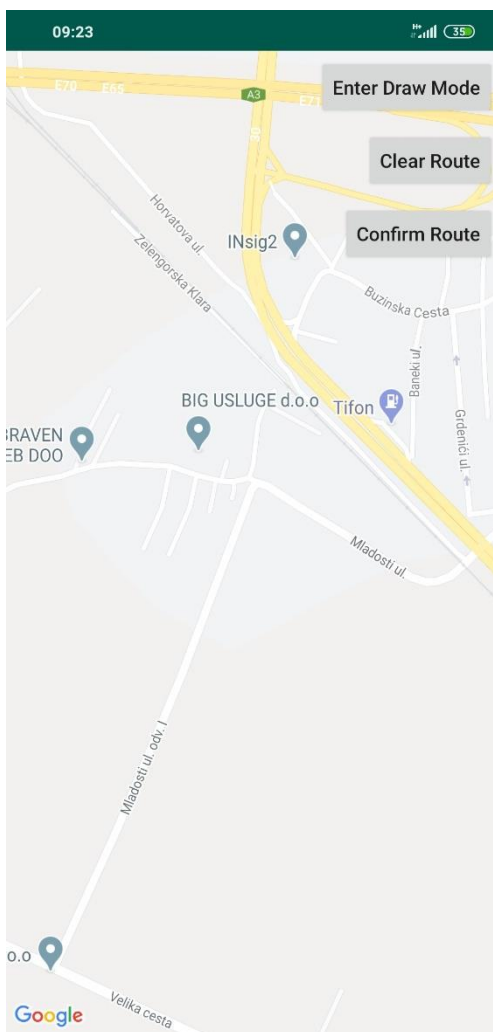 09:23
H+
35
E70 E65
A3
E71
Enter Draw Mode
30
Clear Route
Horvatova ul.
Zelengorska Klara
INsig2
Confirm Route
Buzinska Cesta
Baneki ul.
BIG USLUGE d.o.o
Tifon
Grdenići ul.
BRAVEN
EB DOO
Mladosti ul.
Mladosti ul. odv. I
o.o
Velika cesta
Google